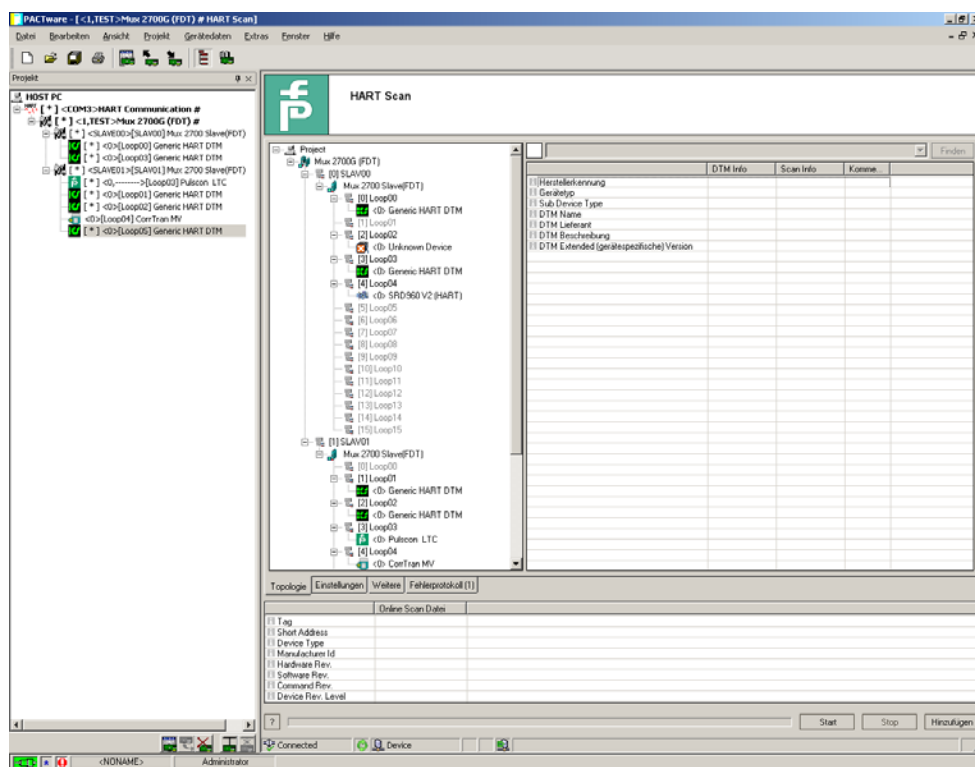 PACTware - [ <1,TEST>Mux 2700G (FDT) # HART Scan]
Datei Bearbeiten Ansicht Projekt Gerätedaten Extras Fenster Hilfe
Projekt
HOST PC
[ * ] <COM3>HART Communication #
[ * ] <1,TEST>Mux 2700G (FDT) #
[ * ] <SLAVE00>[SLAV00] Mux 2700 Slave(FDT)
[ * ] <0>[Loop00] Generic HART DTM
[ * ] <0>[Loop03] Generic HART DTM
[ * ] <SLAVE01>[SLAV01] Mux 2700 Slave(FDT)
[ * ] <0,-------->[Loop03] Pulscon LTC
[ * ] <0>[Loop01] Generic HART DTM
[ * ] <0>[Loop02] Generic HART DTM
<0>[Loop04] CorrTran MV
[ * ] <0>[Loop05] Generic HART DTM
HART Scan
Project
Mux 2700G (FDT)
[0] SLAV00
Mux 2700 Slave(FDT)
[0] Loop00
<0> Generic HART DTM
[1] Loop01
[2] Loop02
<0> Unknown Device
[3] Loop03
<0> Generic HART DTM
[4] Loop04
<0> SRD960 V2 (HART)
[5] Loop05
[6] Loop06
[7] Loop07
[8] Loop08
[9] Loop09
[10] Loop10
[11] Loop11
[12] Loop12
[13] Loop13
[14] Loop14
[15] Loop15
[1] SLAV01
Mux 2700 Slave(FDT)
[0] Loop00
[1] Loop01
<0> Generic HART DTM
[2] Loop02
<0> Generic HART DTM
[3] Loop03
<0> Pulscon LTC
[4] Loop04
<0> CorrTran MV
Finden
DTM Info Scan Info Komme...
Herstellerkennung
Gerätetyp
Sub Device Type
DTM Name
DTM Lieferant
DTM Beschreibung
DTM Extended (gerätespezifische) Version
Topologie Einstellungen Weitere Fehlerprotokoll (1)
Online Scan Datei
Tag
Short Address
Device Type
Manufacturer Id
Hardware Rev.
Software Rev.
Command Rev.
Device Rev. Level
? Start Stop Hinzufügen
Connected Device
<NONAME> Administrator